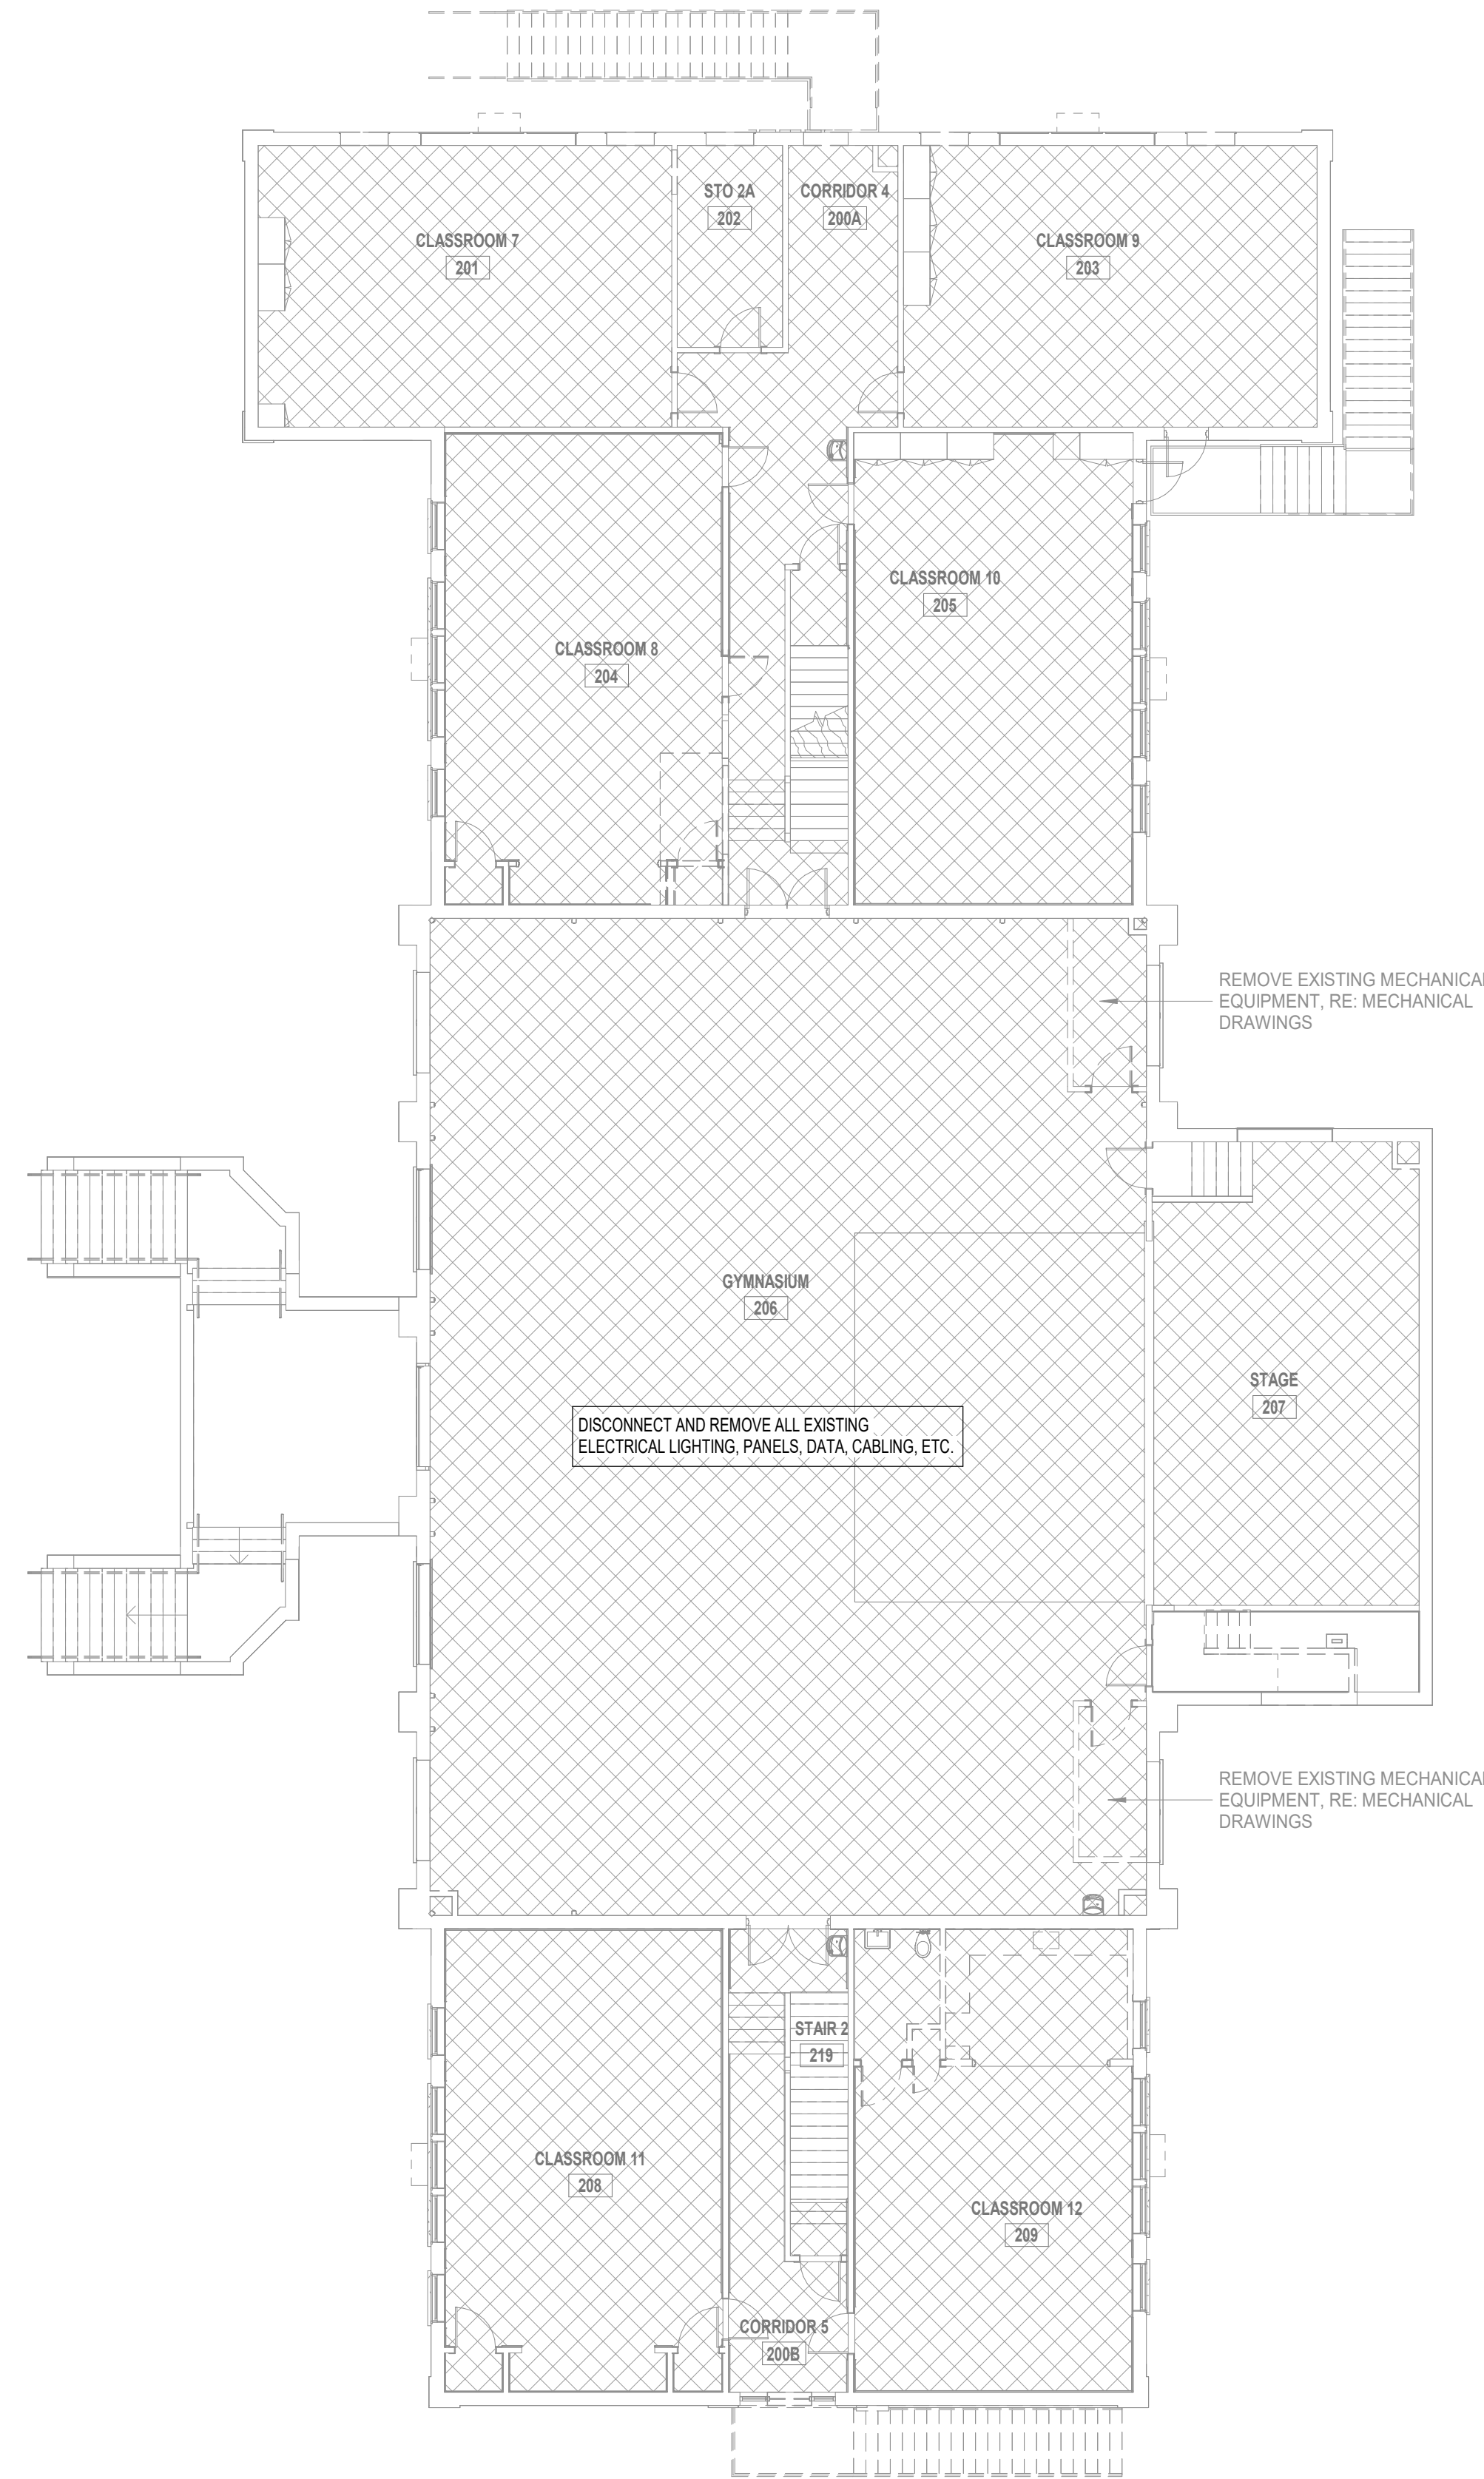 STO 2A
202
CORRIDOR 4
200A
CLASSROOM 7
201
CLASSROOM 9
203
CLASSROOM 10
205
CLASSROOM 8
204
REMOVE EXISTING MECHANICAL
EQUIPMENT, RE: MECHANICAL
DRAWINGS
GYMNASIUM
206
STAGE
207
DISCONNECT AND REMOVE ALL EXISTING
ELECTRICAL LIGHTING, PANELS, DATA, CABLING, ETC.
REMOVE EXISTING MECHANICAL
EQUIPMENT, RE: MECHANICAL
DRAWINGS
STAIR 2
219
CLASSROOM 11
208
CLASSROOM 12
209
CORRIDOR 5
200B